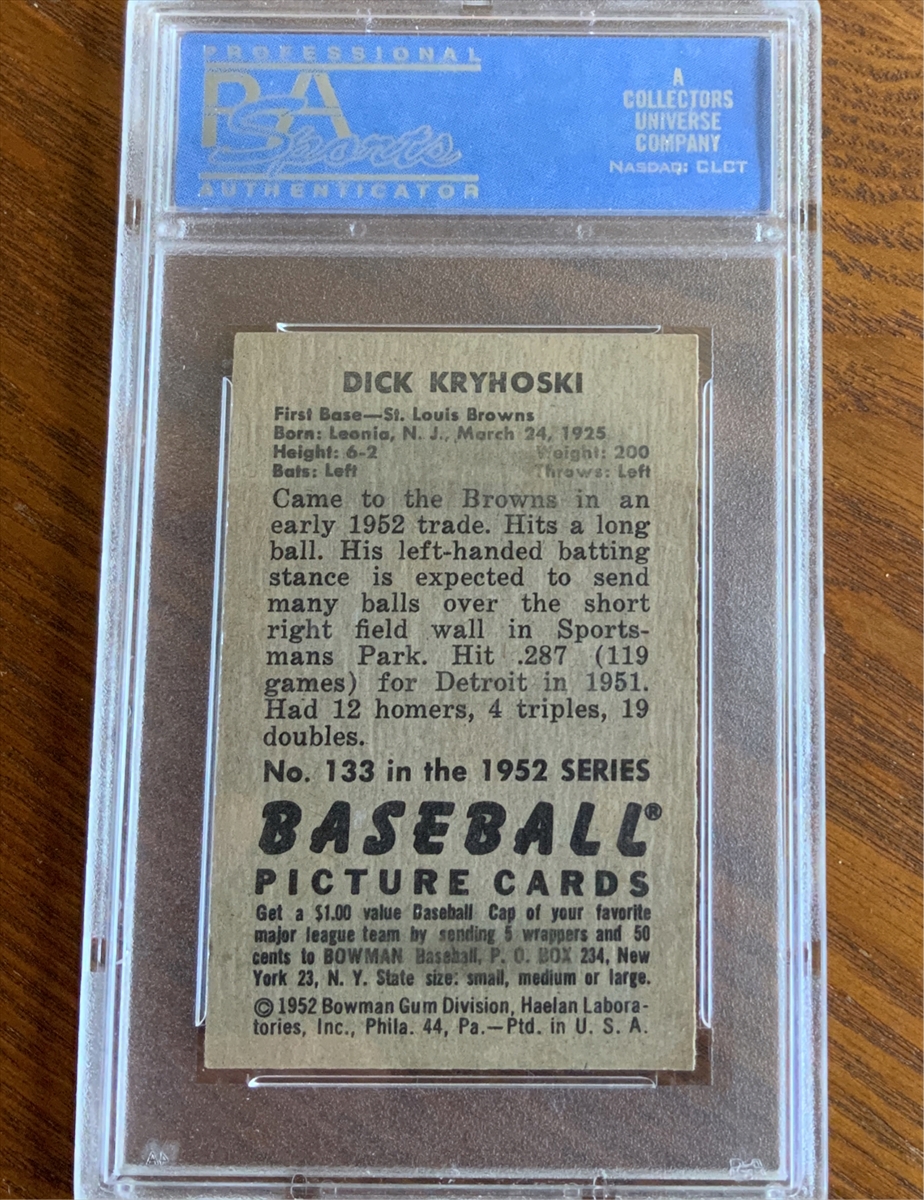 PROFESSIONAL
PSA
Sports
AUTHENTICATOR
A
COLLECTORS
UNIVERSE
COMPANY
NASDAQ: CLCT
DICK KRYHOSKI
First Base—St. Louis Browns
Born: Leonia, N. J., March 24, 1925
Height: 6-2 Weight: 200
Bats: Left Throws: Left
Came to the Browns in an
early 1952 trade. Hits a long
ball. His left-handed batting
stance is expected to send
many balls over the short
right field wall in Sports-
mans Park. Hit .287 (119
games) for Detroit in 1951.
Had 12 homers, 4 triples, 19
doubles.
No. 133 in the 1952 SERIES
BASEBALL®
PICTURE CARDS
Get a $1.00 value Baseball Cap of your favorite
major league team by sending 5 wrappers and 50
cents to BOWMAN Baseball, P. O. BOX 234, New
York 23, N. Y. State size: small, medium or large.
© 1952 Bowman Gum Division, Haelan Labora-
tories, Inc., Phila. 44, Pa.—Ptd. in U. S. A.